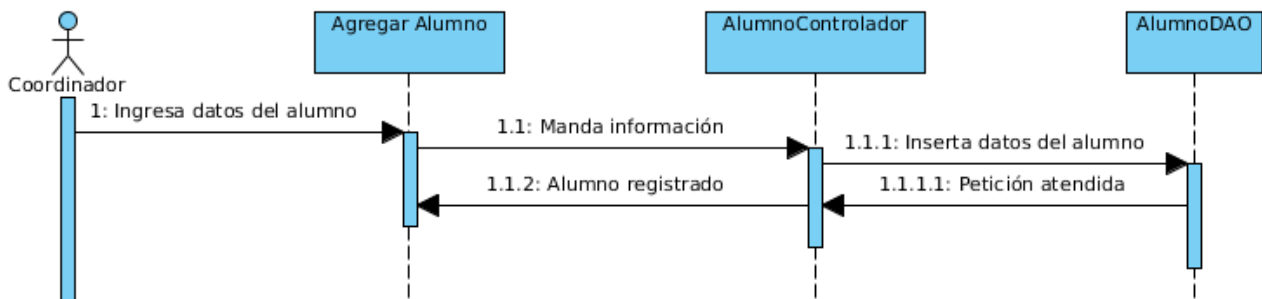 Agregar Alumno
AlumnoControlador
AlumnoDAO
Coordinador
1: Ingresa datos del alumno
1.1: Manda información
1.1.1: Inserta datos del alumno
1.1.2: Alumno registrado
1.1.1.1: Petición atendida